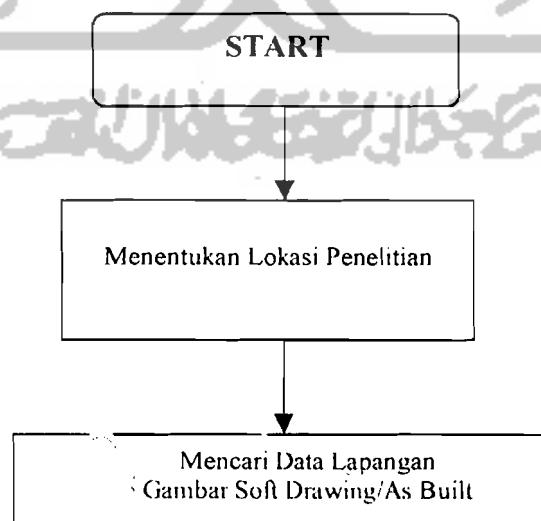 START
Menentukan Lokasi Penelitian
Mencari Data Lapangan
Gambar Soft Drawing/As Built